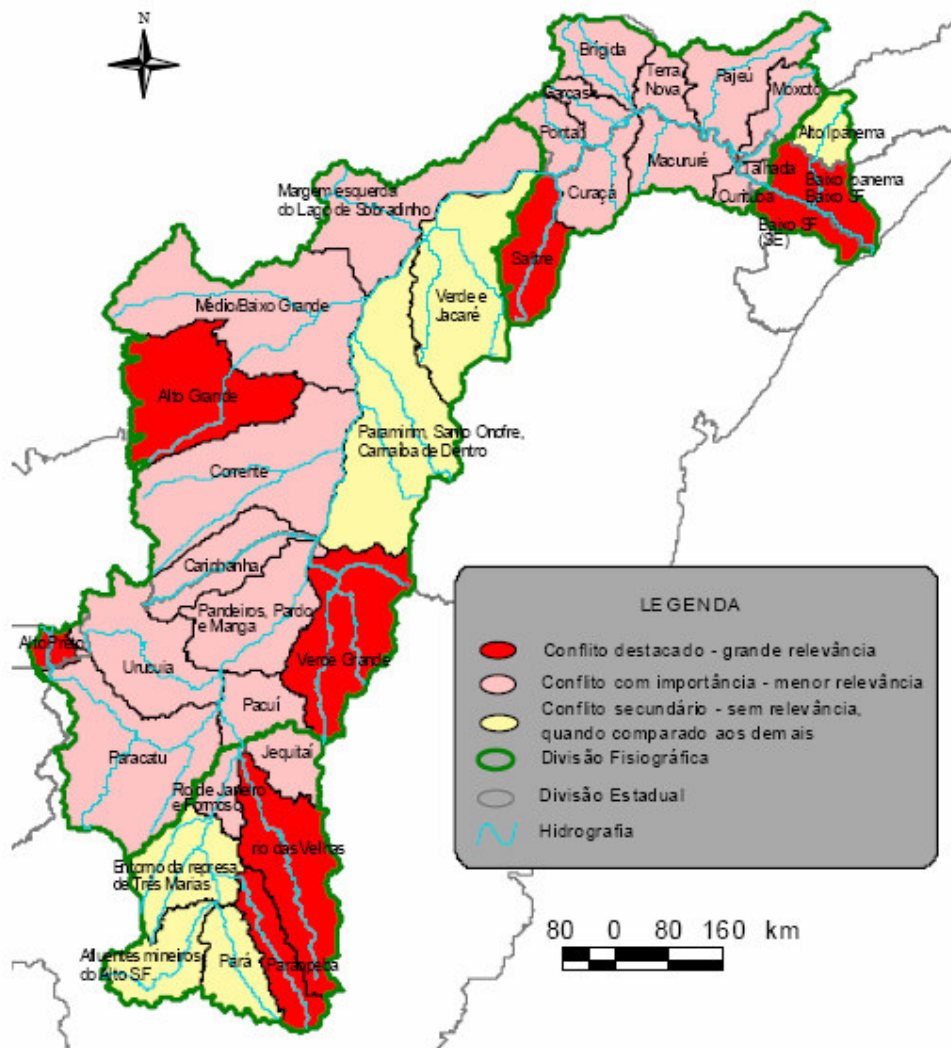 N
Brígida
Terra
Nova
Pajeú
Moxotó
Garças
Pontal
Alto Ipanema
Macururé
Talhada
Curaçá
Curituba
Baixo Ipanema
Baixo SF
Baixo SF
(SE)
Margem esquerda
do Lago de Sobradinho
Salitre
Verde e
Jacaré
Médio/Baixo Grande
Alto Grande
Paramirim, Santo Onofre,
Carnaíba de Dentro
Corrente
Carinhanha
Pandeiros, Pardo
e Manga
Verde Grande
Alto Preto
Urucuia
Pacuí
Jequitaí
Paracatu
Rio de Janeiro
e Formoso
rio das Velhas
Entorno da represa
de Três Marias
Afluentes mineiros
do Alto SF
Pará
Paraopeba
LEGENDA
Conflito destacado - grande relevância
Conflito com importância - menor relevância
Conflito secundário - sem relevância,
quando comparado aos demais
Divisão Fisiográfica
Divisão Estadual
Hidrografia
80 0 80 160 km